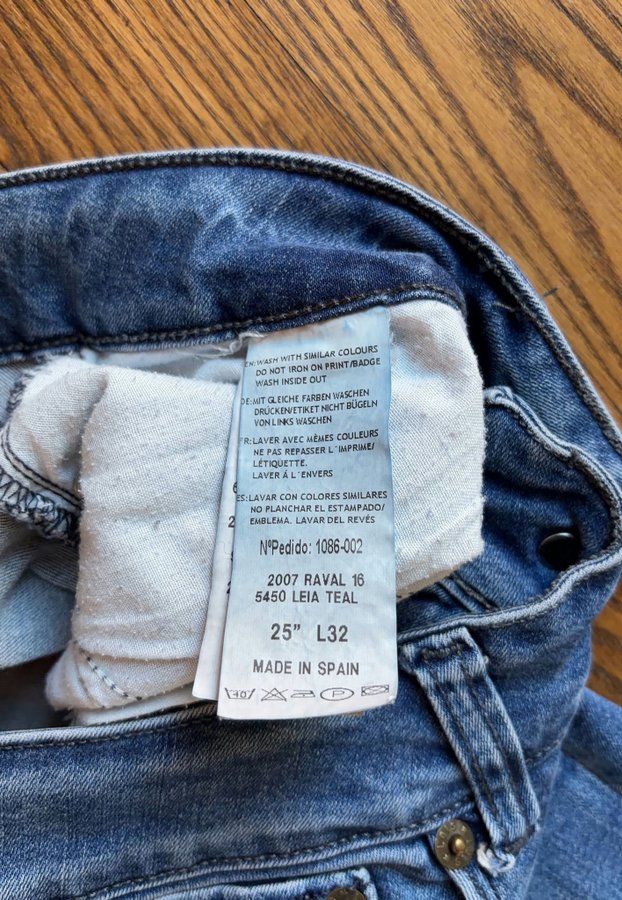 EN:WASH WITH SIMILAR COLOURS
DO NOT IRON ON PRINT/BADGE
WASH INSIDE OUT
DE:MIT GLEICHE FARBEN WASCHEN
DRÜCKEN/ETIKET NICHT BÜGELN
VON LINKS WASCHEN
FR:LAVER AVEC MÈMES COULEURS
NE PAS REPASSER L´IMPRIME/
LÉTIQUETTE.
LAVER Á L´ENVERS
ES:LAVAR CON COLORES SIMILARES
NO PLANCHAR EL ESTAMPADO/
EMBLEMA. LAVAR DEL REVÉS
NºPedido: 1086-002
2007 RAVAL 16
5450 LEIA TEAL
25” L32
MADE IN SPAIN
40
P